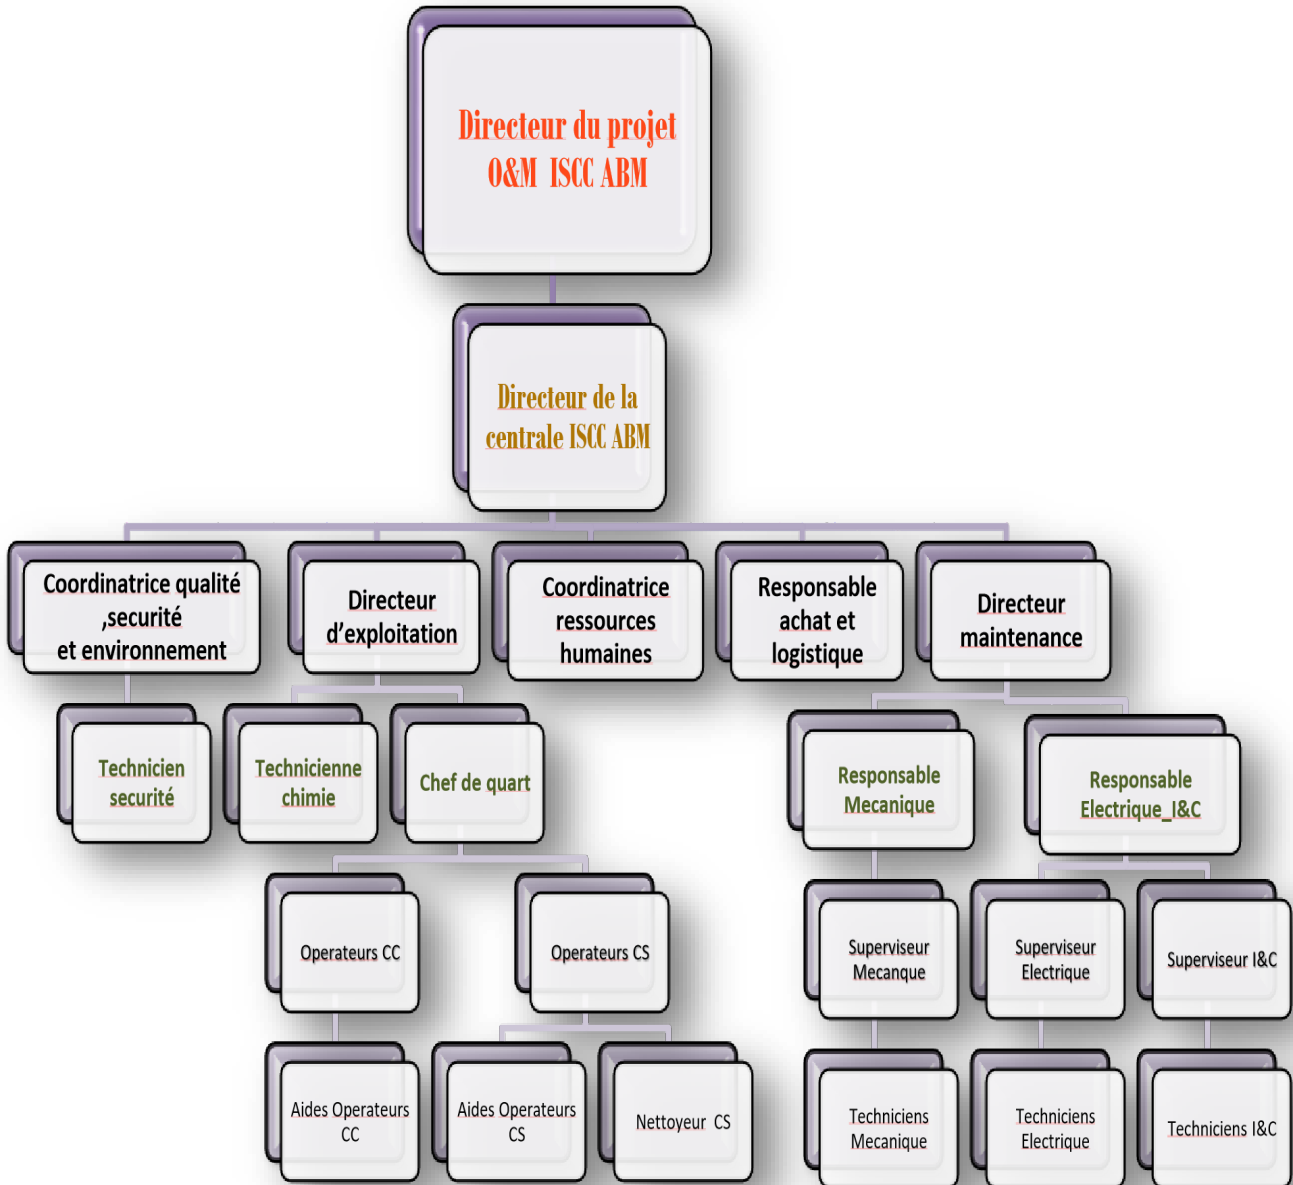 Directeur du projet
O&M ISCC ABM
Directeur de la
centrale ISCC ABM
Coordinatrice qualité
,securité
et environnement
Directeur
d’exploitation
Coordinatrice
ressources
humaines
Responsable
achat et
logistique
Directeur
maintenance
Technicien
securité
Technicienne
chimie
Chef de quart
Responsable
Mecanique
Responsable
Electrique_I&C
Operateurs CC
Operateurs CS
Superviseur
Mecanque
Superviseur
Electrique
Superviseur I&C
Aides Operateurs
CC
Aides Operateurs
CS
Nettoyeur CS
Techniciens
Mecanique
Techniciens
Electrique
Techniciens I&C